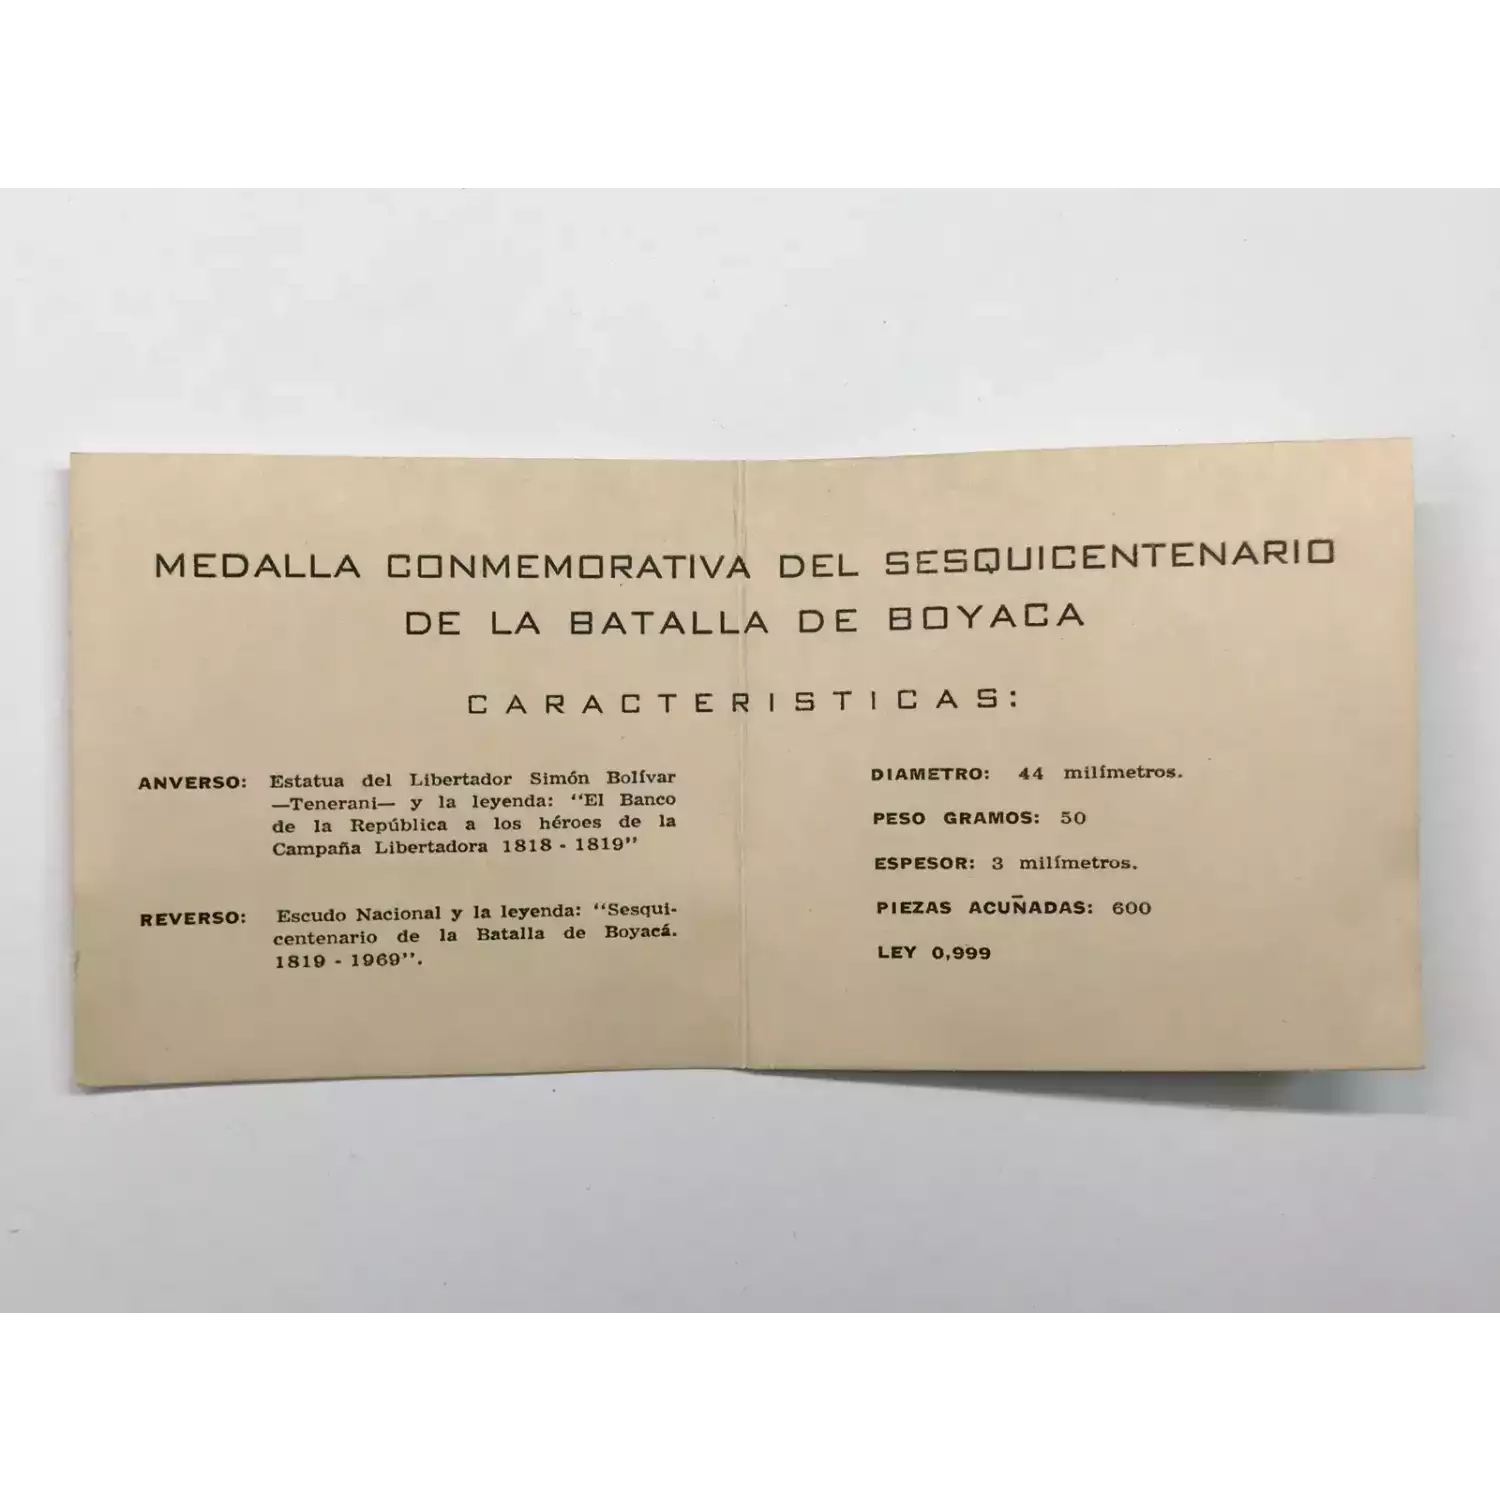 MEDALLA CONMEMORATIVA DEL SESQUICENTENARIO
DE LA BATALLA DE BOYACA
CARACTERISTICAS:
ANVERSO: Estatua del Libertador Simón Bolívar
—Tenerani— y la leyenda: "El Banco
de la República a los héroes de la
Campaña Libertadora 1818 - 1819"
REVERSO: Escudo Nacional y la leyenda: "Sesqui-
centenario de la Batalla de Boyacá.
1819 - 1969".
DIAMETRO: 44 milímetros.
PESO GRAMOS: 50
ESPESOR: 3 milímetros.
PIEZAS ACUÑADAS: 600
LEY 0,999